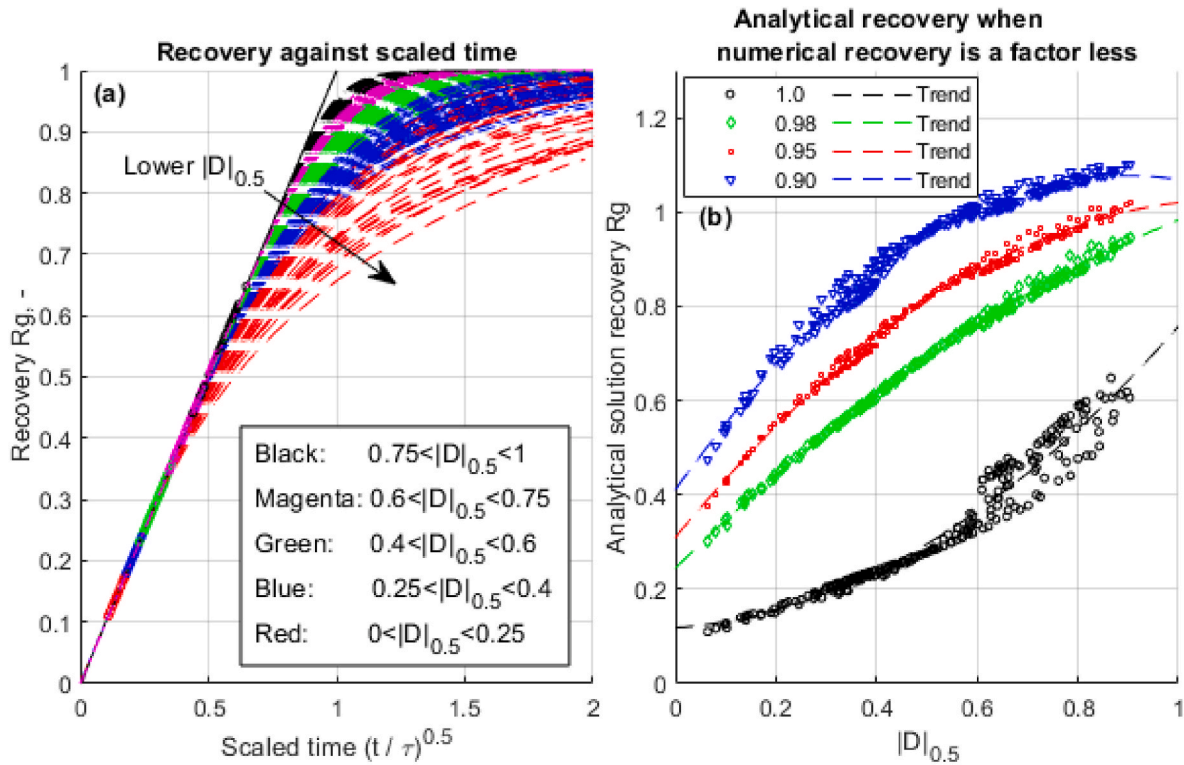 Recovery against scaled time
(a)
1
0.9
0.8
0.7
0.6
0.5
0.4
0.3
0.2
0.1
0
Recovery Rg, -
Lower |D|0.5
Black: 0.75<|D|0.5<1
Magenta: 0.6<|D|0.5<0.75
Green: 0.4<|D|0.5<0.6
Blue: 0.25<|D|0.5<0.4
Red: 0<|D|0.5<0.25
0 0.5 1 1.5 2
Scaled time (t / τ)0.5
Analytical recovery when
numerical recovery is a factor less
1.0 Trend
0.98 Trend
0.95 Trend
0.90 Trend
(b)
1.2
1
0.8
0.6
0.4
0.2
0
Analytical solution recovery Rg
0 0.2 0.4 0.6 0.8 1
|D|0.5